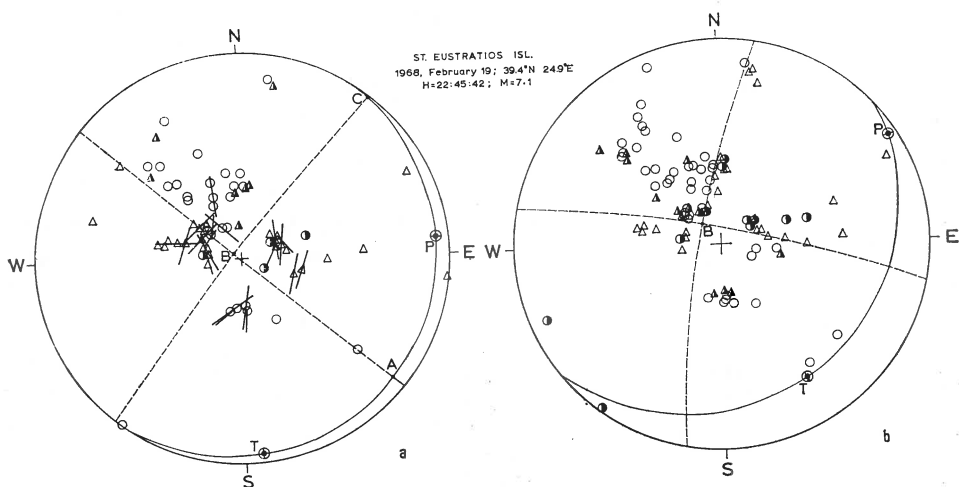 ST. EUSTRATIOS ISL.
1968, February 19; 39.4°N 24.9°E
H=22:45:42; M=7.1
N
C
W
B
P
E
A
T
S
a
N
P
W
B
E
T
S
b